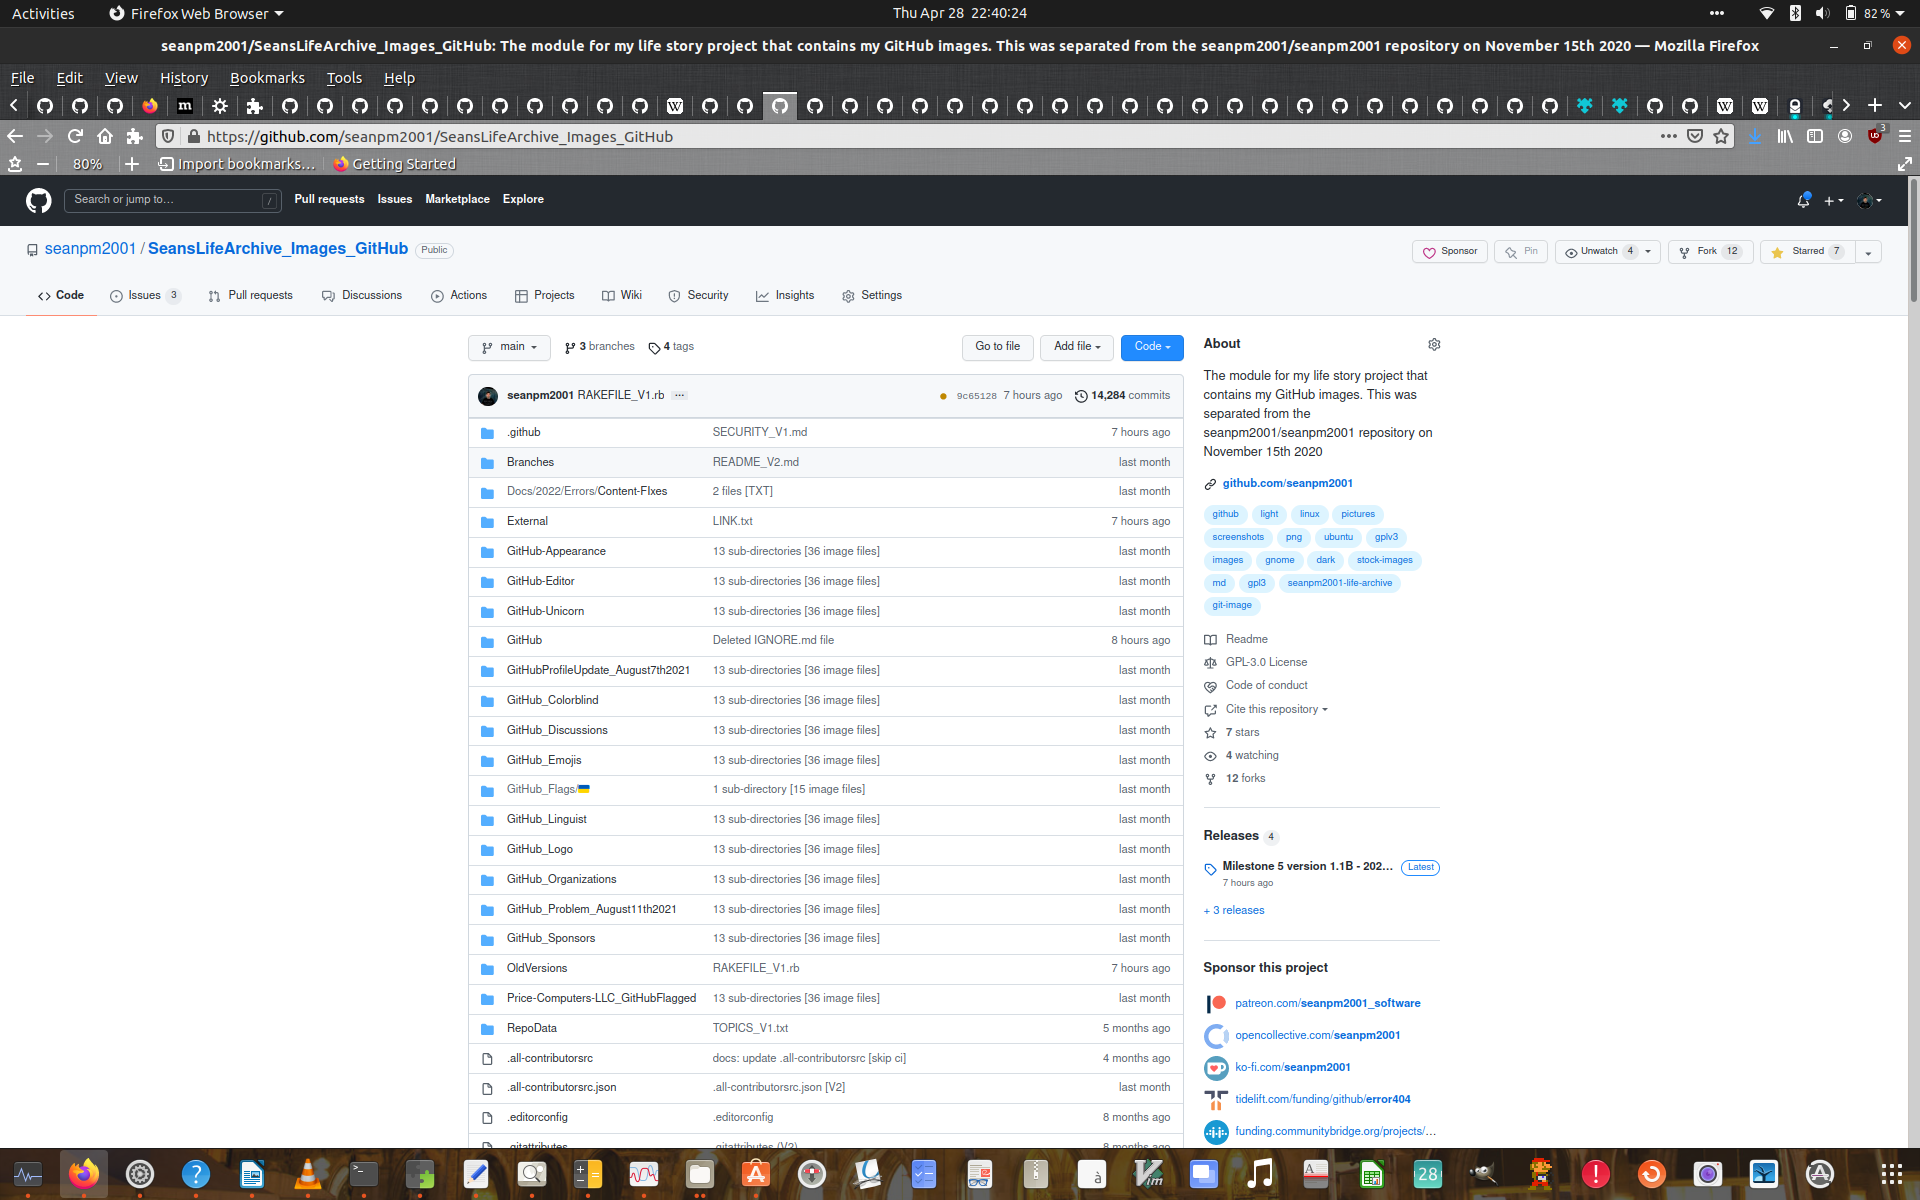 Activities Firefox Web Browser Thu Apr 28 22:40:24 82 %
seanpm2001/SeansLifeArchive_Images_GitHub: The module for my life story project that contains my GitHub images. This was separated from the seanpm2001/seanpm2001 repository on November 15th 2020 — Mozilla Firefox
File Edit View History Bookmarks Tools Help
https://github.com/seanpm2001/SeansLifeArchive_Images_GitHub 3
80% Import bookmarks... Getting Started
Search or jump to... / Pull requests Issues Marketplace Explore
seanpm2001 / SeansLifeArchive_Images_GitHub Public Sponsor Pin Unwatch 4 Fork 12 Starred 7
Code Issues 3 Pull requests Discussions Actions Projects Wiki Security Insights Settings
main 3 branches 4 tags Go to file Add file Code
seanpm2001 RAKEFILE_V1.rb ... 9c65128 7 hours ago 14,284 commits
.github SECURITY_V1.md 7 hours ago
Branches README_V2.md last month
Docs/2022/Errors/Content-FIxes 2 files [TXT] last month
External LINK.txt 7 hours ago
GitHub-Appearance 13 sub-directories [36 image files] last month
GitHub-Editor 13 sub-directories [36 image files] last month
GitHub-Unicorn 13 sub-directories [36 image files] last month
GitHub Deleted IGNORE.md file 8 hours ago
GitHubProfileUpdate_August7th2021 13 sub-directories [36 image files] last month
GitHub_Colorblind 13 sub-directories [36 image files] last month
GitHub_Discussions 13 sub-directories [36 image files] last month
GitHub_Emojis 13 sub-directories [36 image files] last month
GitHub_Flags/🇺🇦 1 sub-directory [15 image files] last month
GitHub_Linguist 13 sub-directories [36 image files] last month
GitHub_Logo 13 sub-directories [36 image files] last month
GitHub_Organizations 13 sub-directories [36 image files] last month
GitHub_Problem_August11th2021 13 sub-directories [36 image files] last month
GitHub_Sponsors 13 sub-directories [36 image files] last month
OldVersions RAKEFILE_V1.rb 7 hours ago
Price-Computers-LLC_GitHubFlagged 13 sub-directories [36 image files] last month
RepoData TOPICS_V1.txt 5 months ago
.all-contributorsrc docs: update .all-contributorsrc [skip ci] 4 months ago
.all-contributorsrc.json .all-contributorsrc.json [V2] last month
.editorconfig .editorconfig 8 months ago
.gitattributes .gitattributes (V2) 8 months ago
About
The module for my life story project that
contains my GitHub images. This was
separated from the
seanpm2001/seanpm2001 repository on
November 15th 2020
github.com/seanpm2001
github light linux pictures
screenshots png ubuntu gplv3
images gnome dark stock-images
md gpl3 seanpm2001-life-archive
git-image
Readme
GPL-3.0 License
Code of conduct
Cite this repository
7 stars
4 watching
12 forks
Releases 4
Milestone 5 version 1.1B - 202... Latest
7 hours ago
+ 3 releases
Sponsor this project
patreon.com/seanpm2001_software
opencollective.com/seanpm2001
ko-fi.com/seanpm2001
tidelift.com/funding/github/error404
funding.communitybridge.org/projects/...
28